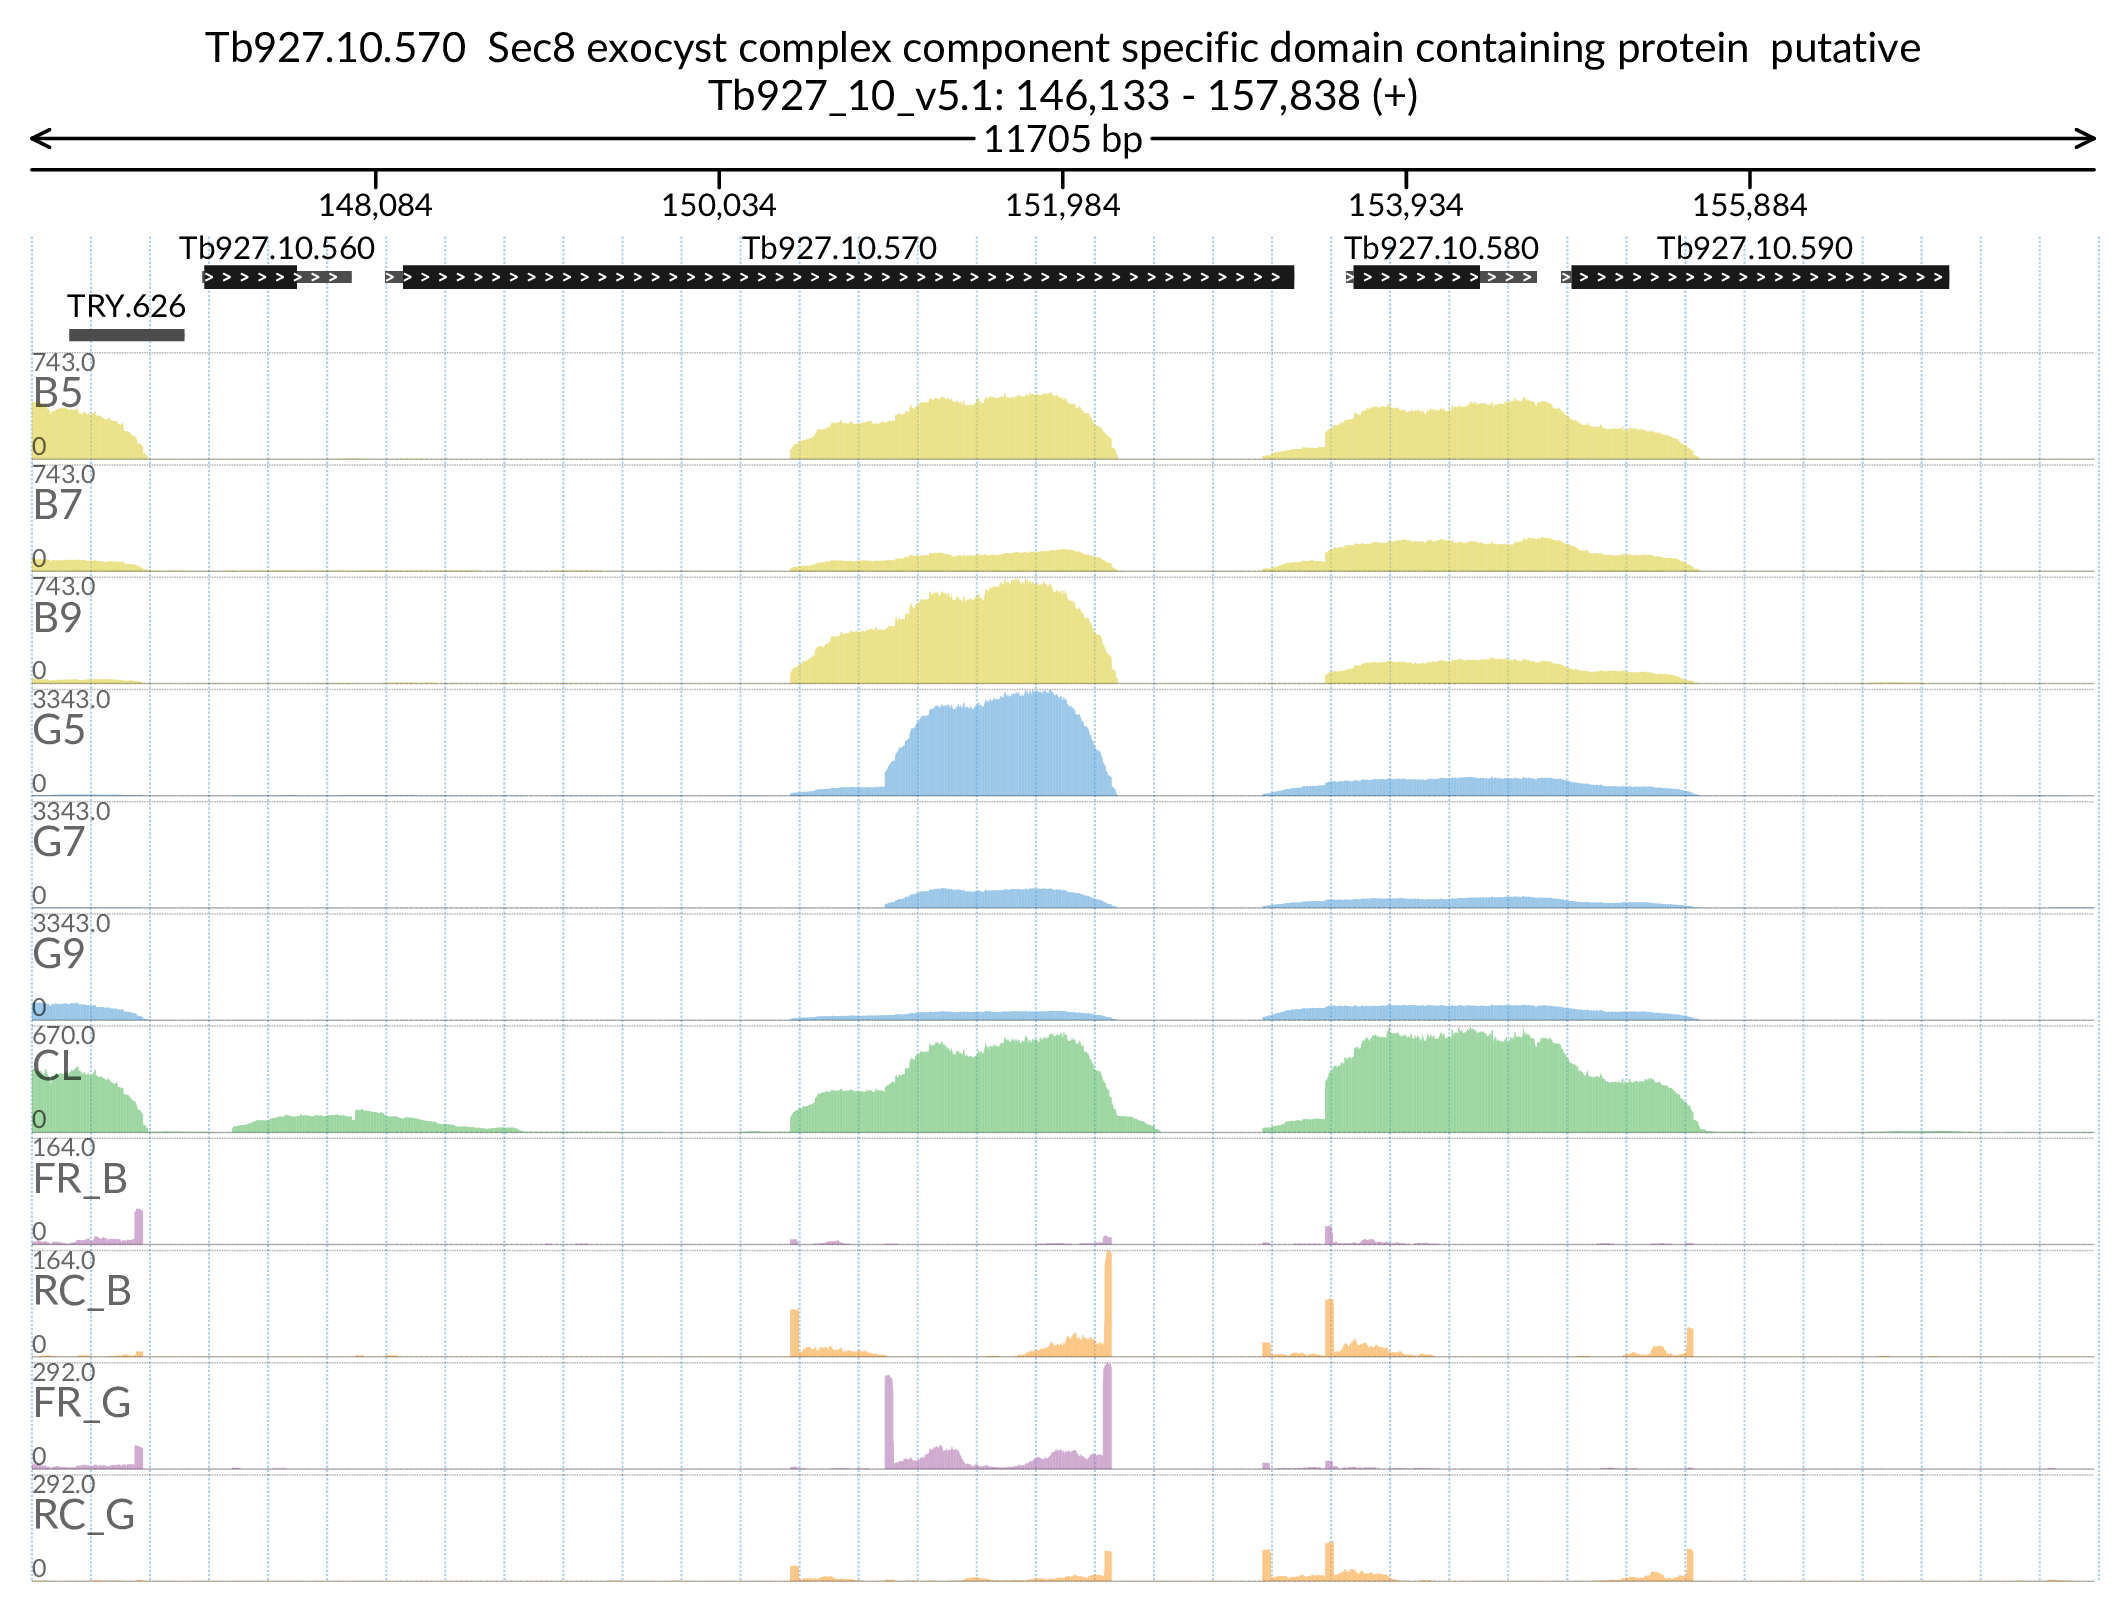 Tb927.10.570  Sec8 exocyst complex component specific domain containing protein  putative
Tb927_10_v5.1: 146,133 - 157,838 (+)
11705 bp
148,084 150,034 151,984 153,934 155,884
Tb927.10.560 Tb927.10.570 Tb927.10.580 Tb927.10.590
TRY.626
743.0
B5
0
743.0
B7
0
743.0
B9
0
3343.0
G5
0
3343.0
G7
0
3343.0
G9
0
670.0
CL
0
164.0
FR_B
0
164.0
RC_B
0
292.0
FR_G
0
292.0
RC_G
0